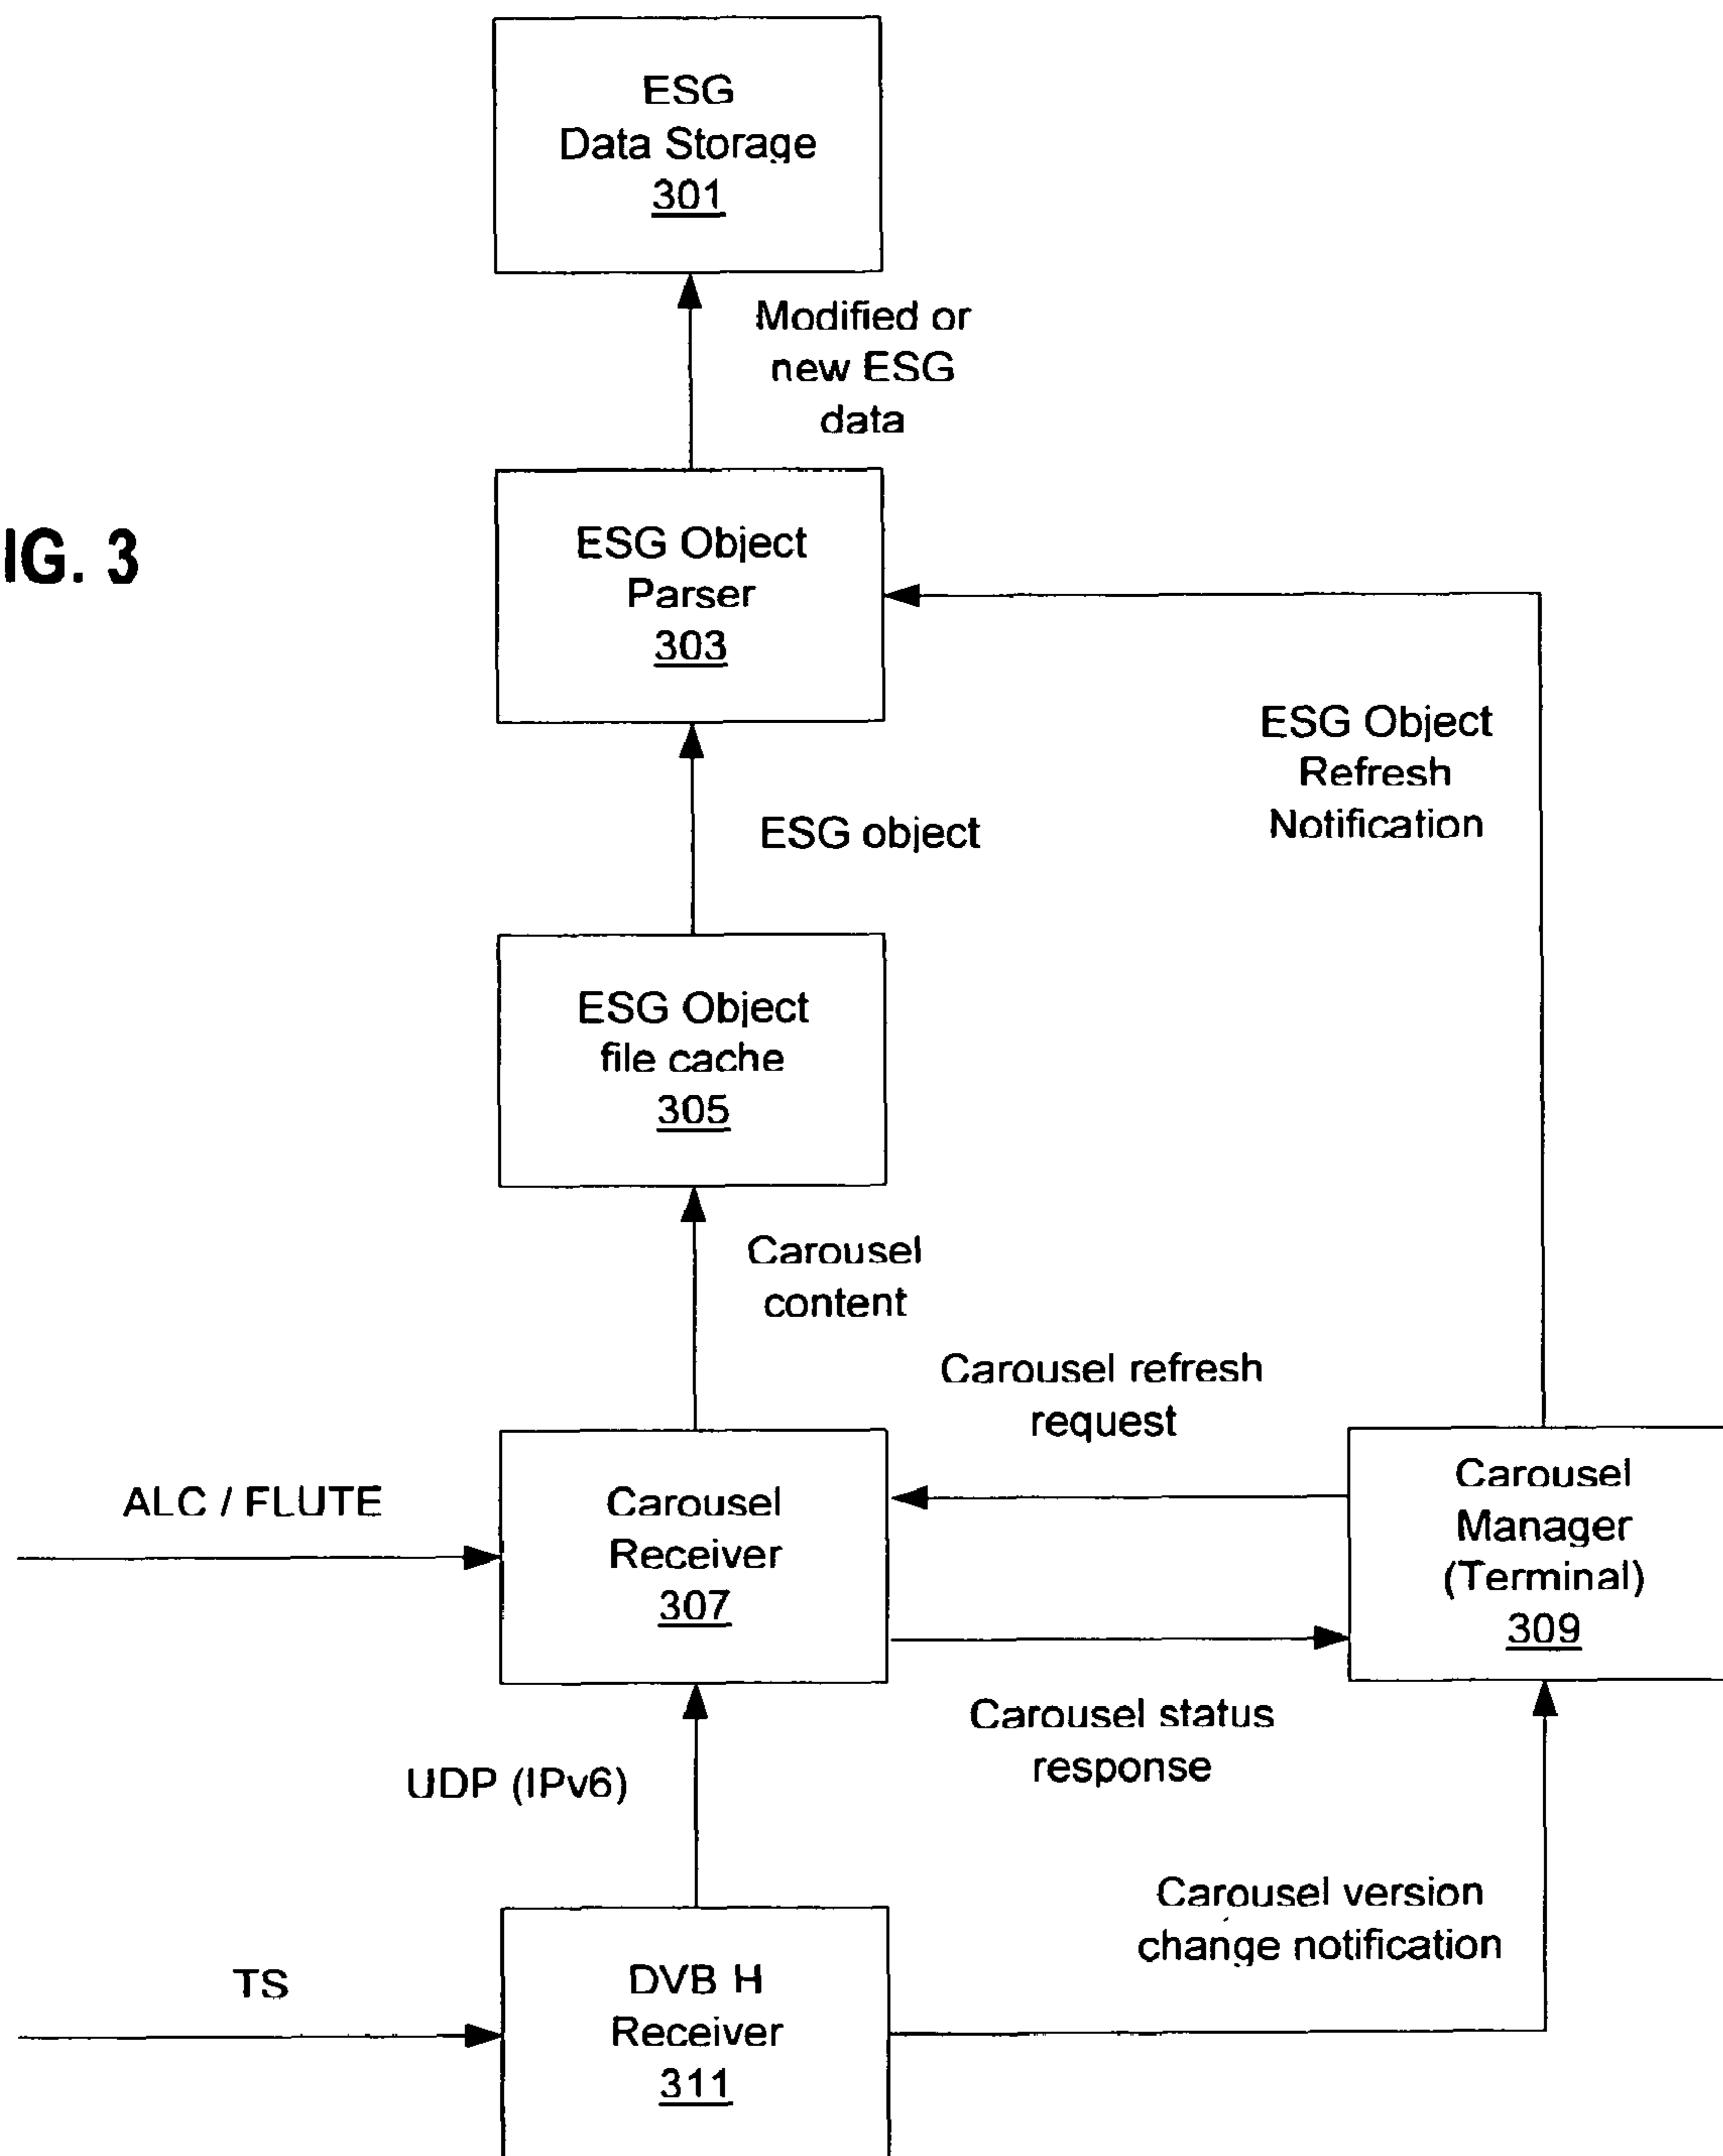 ESG
Data Storage
301
Modified or
new ESG
data
IG. 3
ESG Object
Parser
303
ESG Object
Refresh
Notification
ESG object
ESG Object
file cache
305
Carousel
content
Carousel refresh
request
ALC / FLUTE
Carousel
Receiver
307
Carousel
Manager
(Terminal)
309
Carousel status
response
UDP (IPv6)
Carousel version
change notification
TS
DVB H
Receiver
311